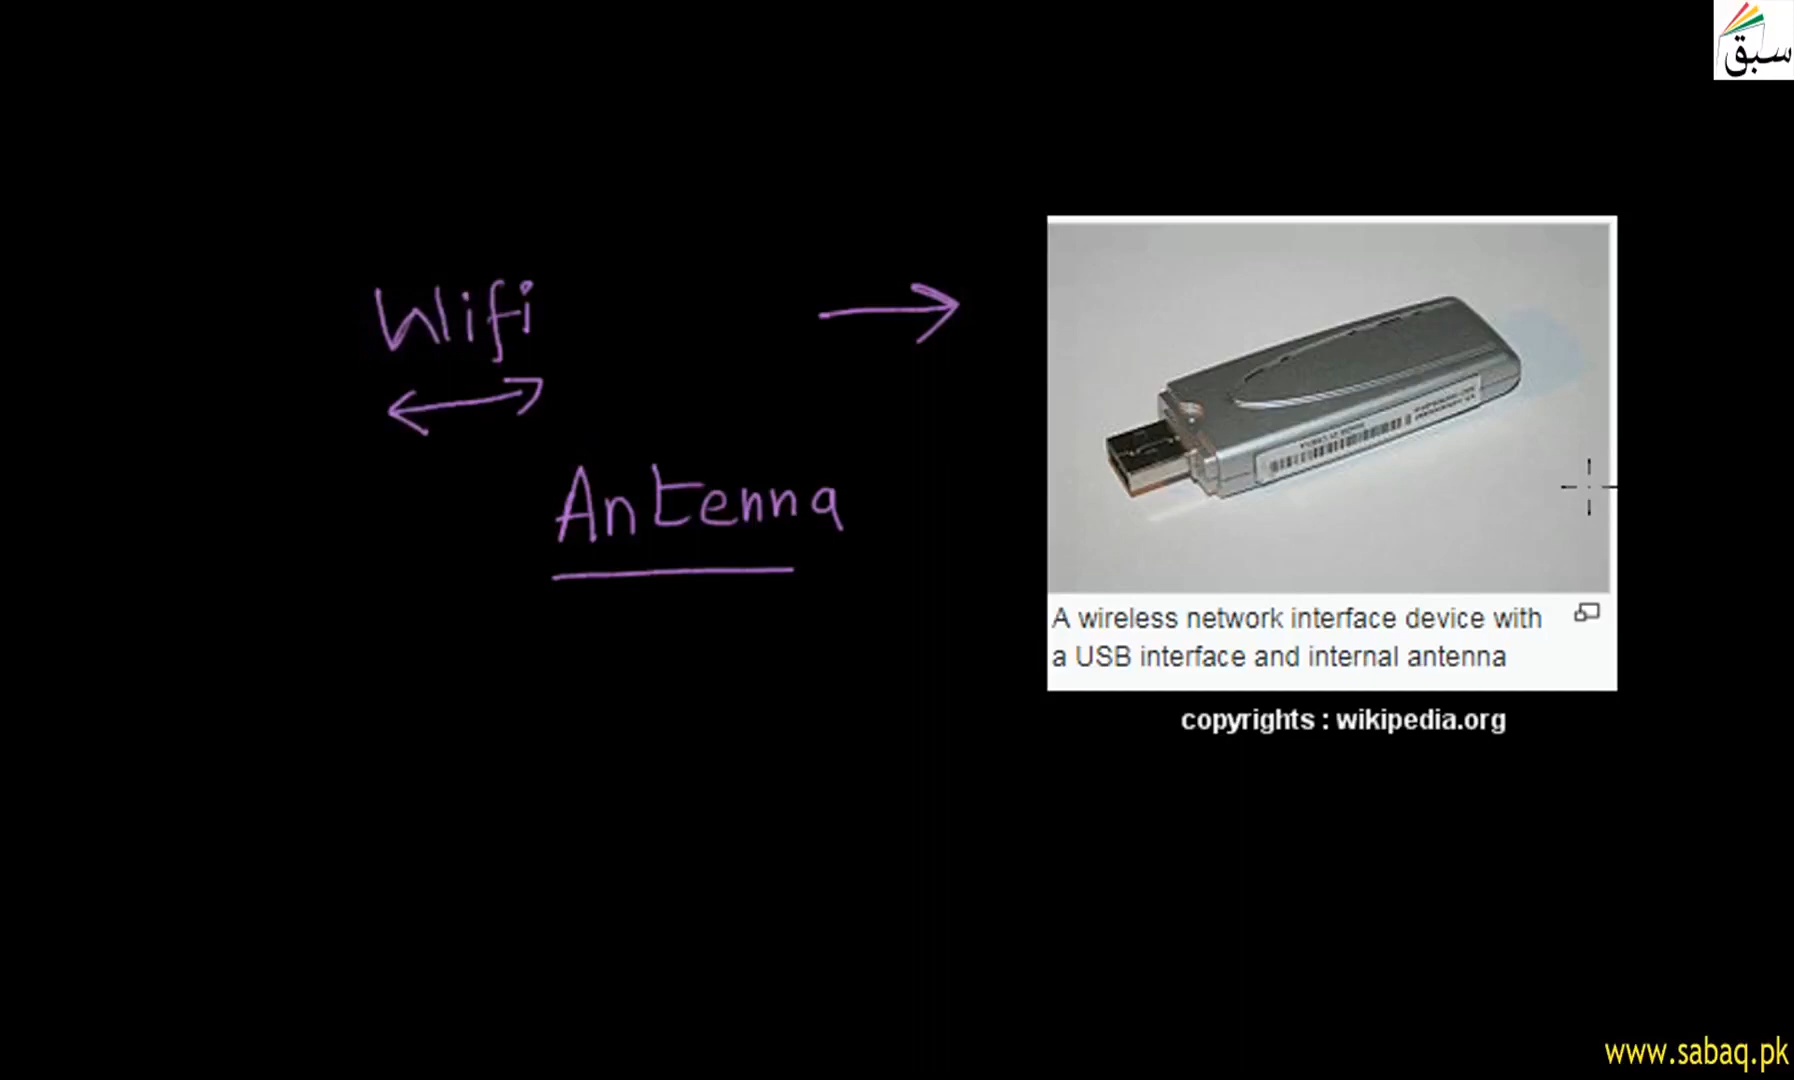 سبق
Wifi
Antenna
A wireless network interface device with
a USB interface and internal antenna
copyrights : wikipedia.org
www.sabaq.pk